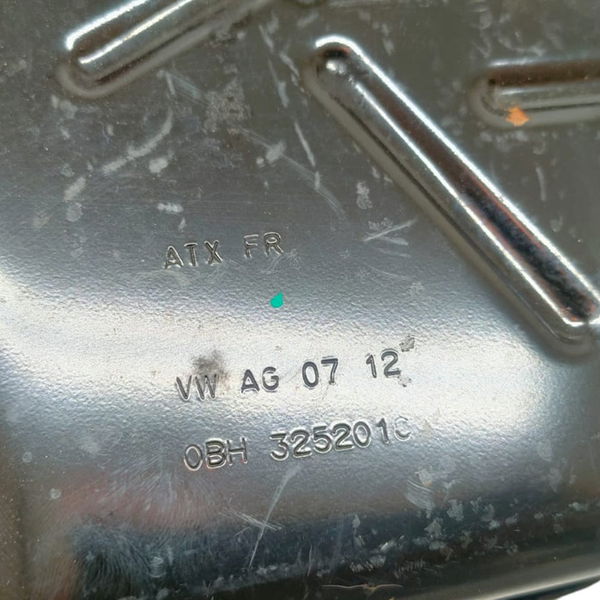 ATX FR
VW AG 07 12
0BH 325201C